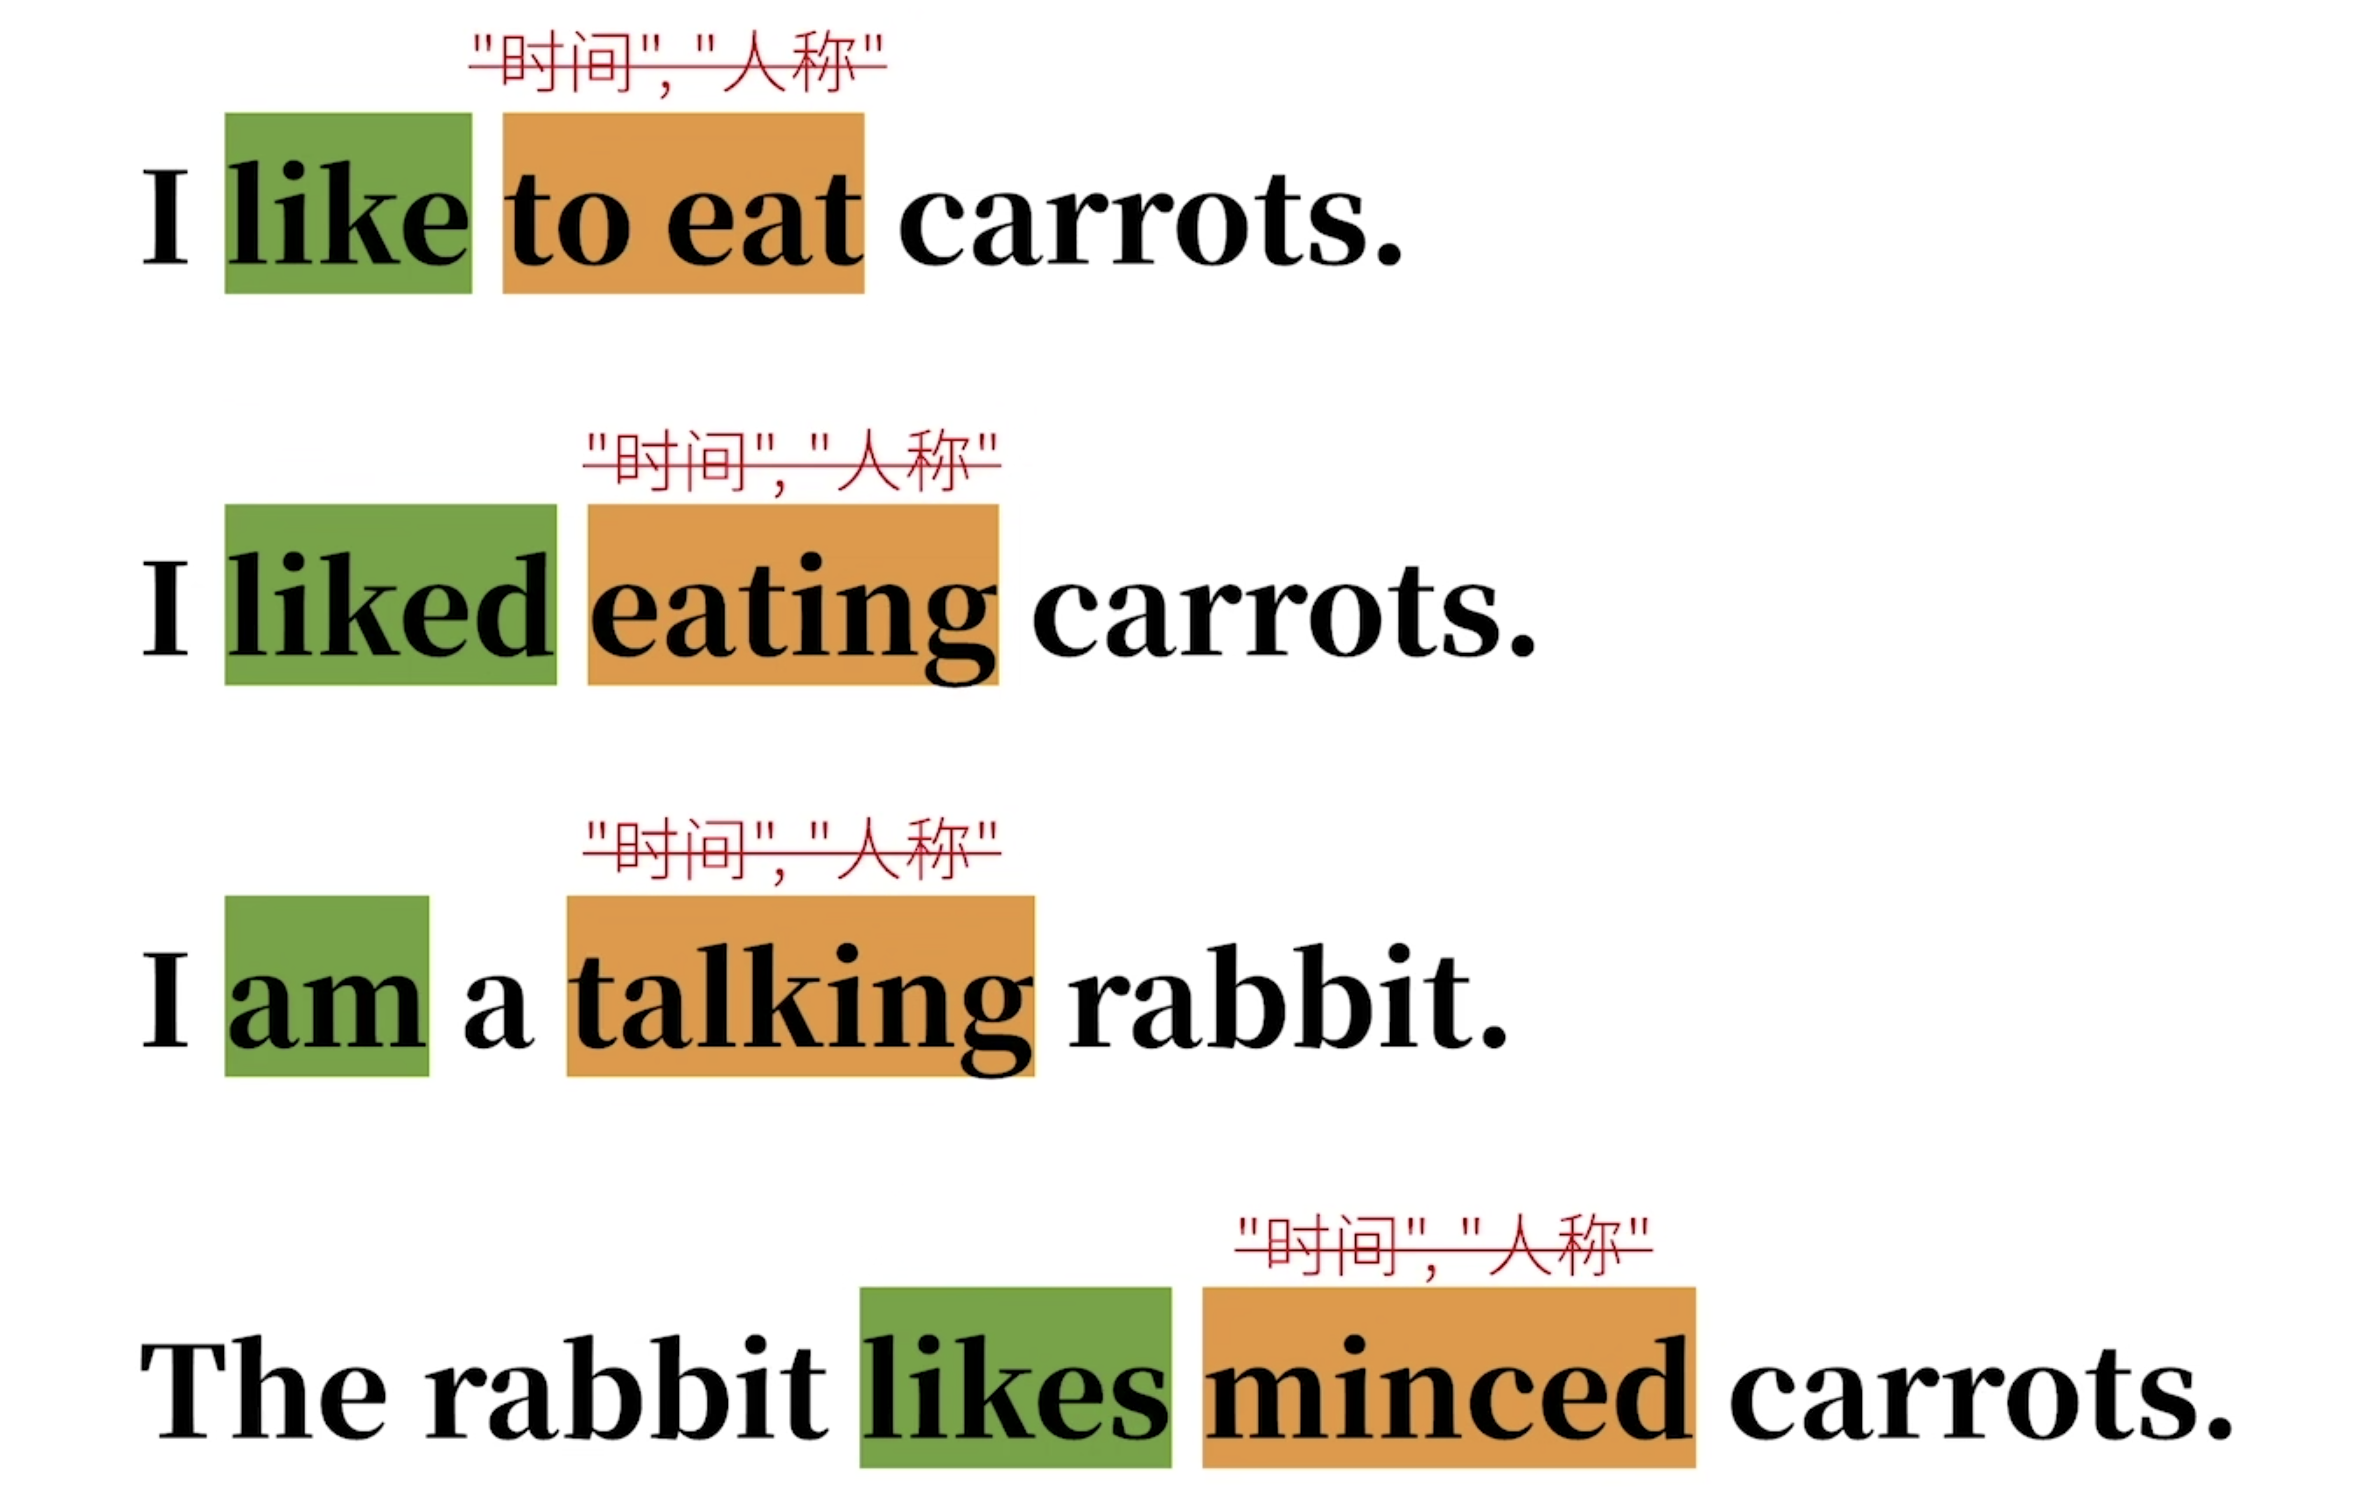 "时间", "人称"
I like to eat carrots.
"时间", "人称"
I liked eating carrots.
"时间", "人称"
I am a talking rabbit.
"时间", "人称"
The rabbit likes minced carrots.